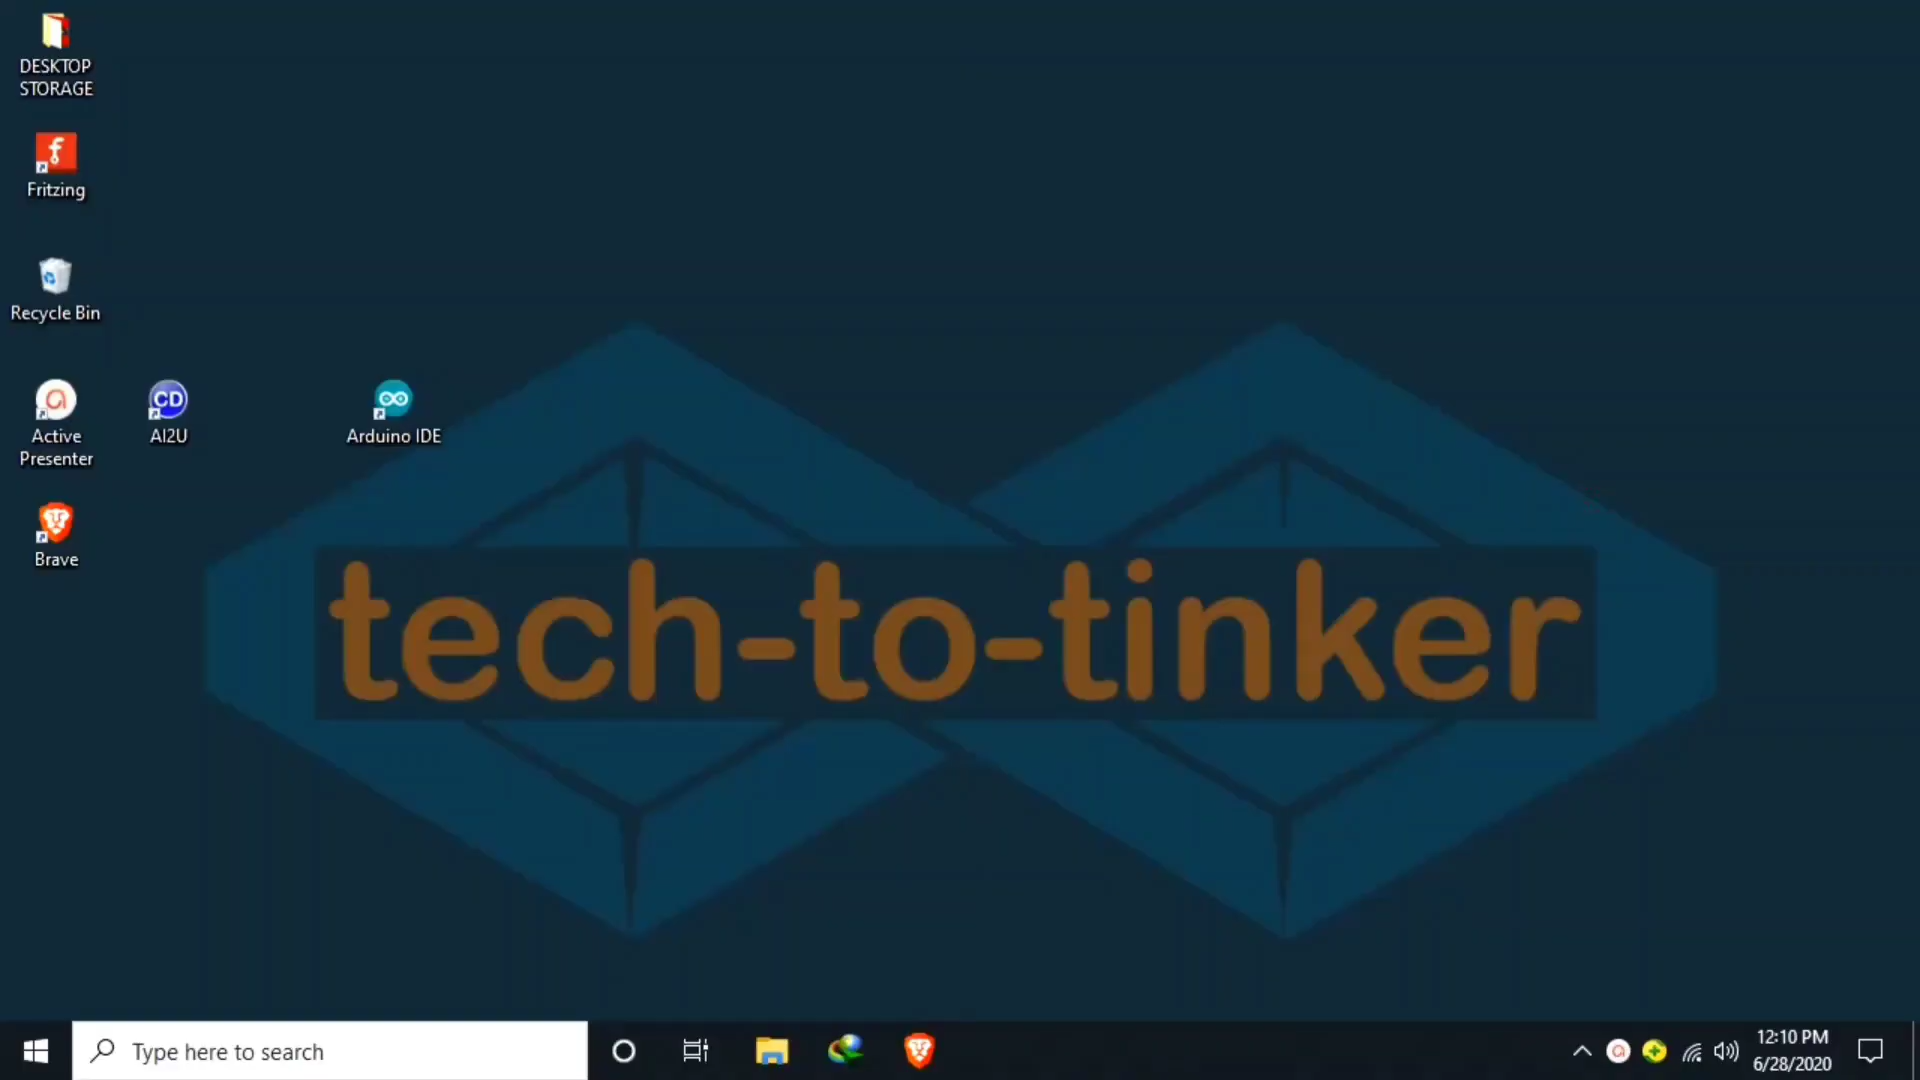 DESKTOP
STORAGE
Fritzing
Recycle Bin
Active
Presenter
AI2U
Arduino IDE
Brave
tech-to-tinker
Type here to search
12:10 PM
6/28/2020